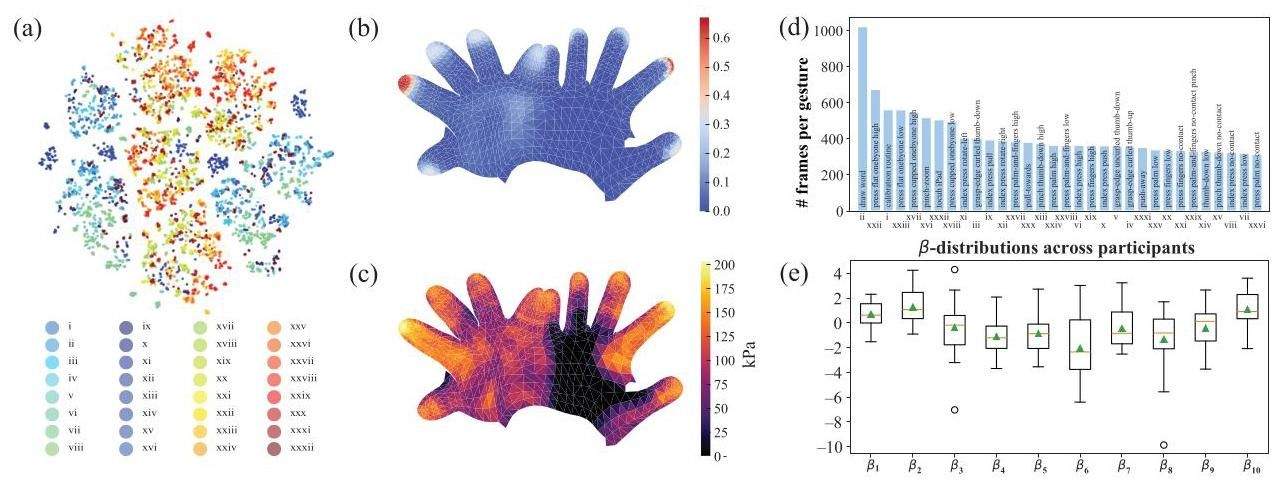 (a)
i
ii
iii
iv
v
vi
vii
viii
ix
x
xi
xii
xiii
xiv
xv
xvi
xvii
xviii
xix
xx
xxi
xxii
xxiii
xxiv
xxv
xxvi
xxvii
xxviii
xxix
xxx
xxxi
xxxii
(b)
0.6
0.5
0.4
0.3
0.2
0.1
0.0
(c)
200
175
150
125
100
75
50
25
0
kPa
(d)
# frames per gesture
1000
800
600
400
200
0
draw word
press flat onebyone high
calibration routine
press flat onebyone low
press cupped onebyone high
pinch-zoom
touch iPad
press cupped onebyone low
index press rotate-left
grasp-edge curled thumb-down
index press pull
index press rotate-right
press palm-and-fingers high
pull-towards
pinch thumb-down high
press palm high
press palm-and-fingers low
index press high
press fingers high
index press push
grasp-edge uncurled thumb-down
grasp-edge curled thumb-up
push-away
press palm low
press fingers low
press fingers no-contact
press palm-and-fingers no-contact pinch
thumb-down low
pinch thumb-down no-contact
index press no-contact
index press low
press palm no-contact
ii i xvii xxxii xi ix xxvii xiii xxviii xix v xxxi xx xxix xv vii
xxii xxiii xvi xviii iii xii xxx xxiv vi x iv xxv xxi xiv viii xxvi
(e)
β-distributions across participants
4
2
0
−2
−4
−6
−8
−10
β1 β2 β3 β4 β5 β6 β7 β8 β9 β10